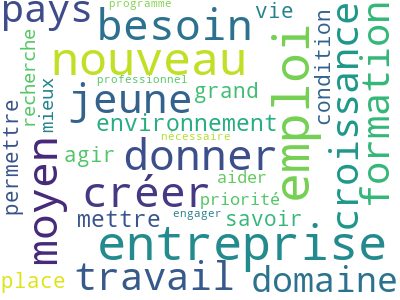 programme
pays
besoin
vie
nouveau
professionnel
recherche
mieux
jeune
grand
emploi
condition
croissance
formation
environnement
nécessaire
permettre
moyen
agir
donner
aider
créer
priorité
mettre
engager
savoir
entreprise
place
travail
domaine